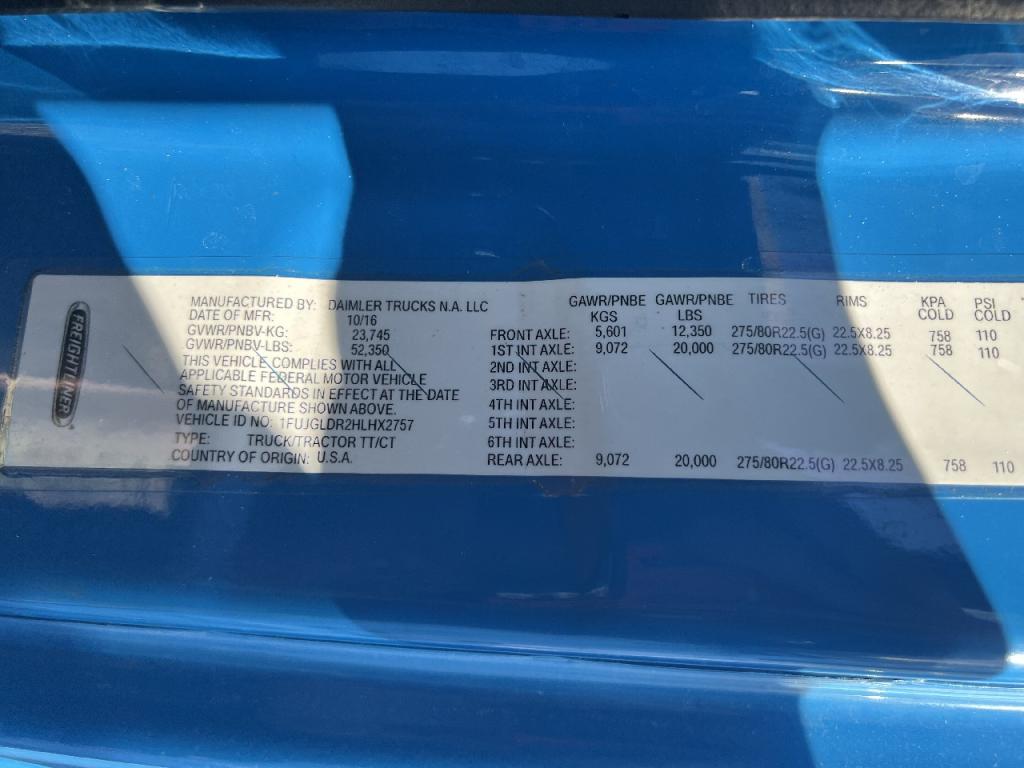 FREIGHTLINER
MANUFACTURED BY: DAIMLER TRUCKS N.A. LLC
DATE OF MFR: 10/16
GVWR/PNBV-KG: 23,745
GVWR/PNBV-LBS: 52,350
THIS VEHICLE COMPLIES WITH ALL
APPLICABLE FEDERAL MOTOR VEHICLE
SAFETY STANDARDS IN EFFECT AT THE DATE
OF MANUFACTURE SHOWN ABOVE.
VEHICLE ID NO: 1FUJGLDR2HLHX2757
TYPE: TRUCK/TRACTOR TT/CT
COUNTRY OF ORIGIN: U.S.A.
GAWR/PNBE GAWR/PNBE TIRES RIMS KPA PSI
KGS LBS COLD COLD
FRONT AXLE: 5,601 12,350 275/80R22.5(G) 22.5X8.25 758 110
1ST INT AXLE: 9,072 20,000 275/80R22.5(G) 22.5X8.25 758 110
2ND INT AXLE:
3RD INT AXLE:
4TH INT AXLE:
5TH INT AXLE:
6TH INT AXLE:
REAR AXLE: 9,072 20,000 275/80R22.5(G) 22.5X8.25 758 110